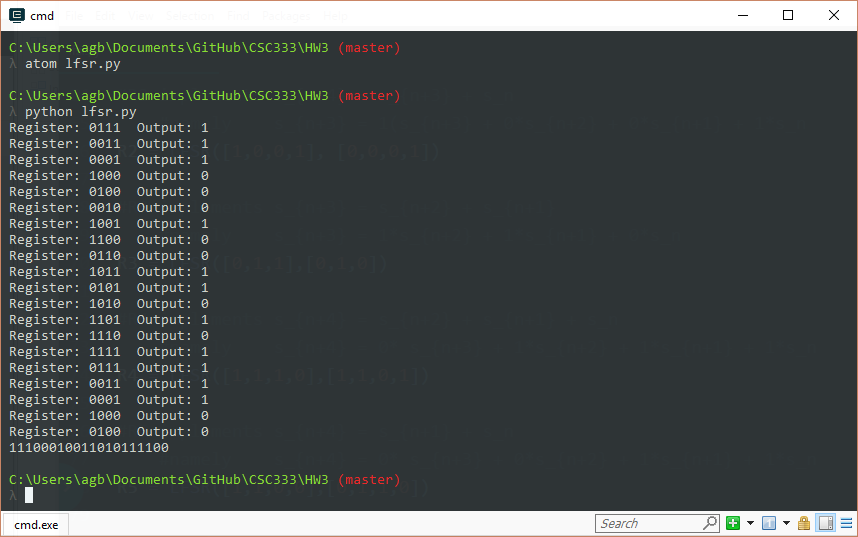 cmd
C:\Users\agb\Documents\GitHub\CSC333\HW3 (master)
λ atom lfsr.py
C:\Users\agb\Documents\GitHub\CSC333\HW3 (master)
λ python lfsr.py
Register: 0111  Output: 1
Register: 0011  Output: 1
Register: 0001  Output: 1
Register: 1000  Output: 0
Register: 0100  Output: 0
Register: 0010  Output: 0
Register: 1001  Output: 1
Register: 1100  Output: 0
Register: 0110  Output: 0
Register: 1011  Output: 1
Register: 0101  Output: 1
Register: 1010  Output: 0
Register: 1101  Output: 1
Register: 1110  Output: 0
Register: 1111  Output: 1
Register: 0111  Output: 1
Register: 0011  Output: 1
Register: 0001  Output: 1
Register: 1000  Output: 0
Register: 0100  Output: 0
11100010011010111100
C:\Users\agb\Documents\GitHub\CSC333\HW3 (master)
λ
cmd.exe Search